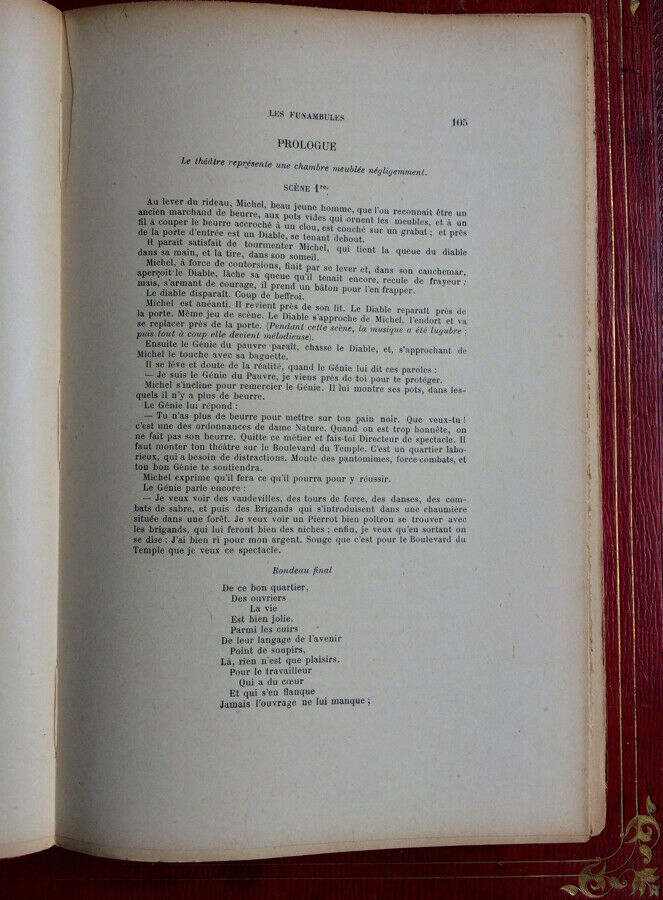 LES FUNAMBULES
105
PROLOGUE
Le théâtre représente une chambre meublés négligemment.
SCÈNE 1re.
Au lever du rideau, Michel, beau jeune homme, que l'on reconnait être un
ancien marchand de beurre, aux pots vides qui ornent les meubles, et à un
fil à couper le beurre accroché à un clou, est couché sur un grabat ; et près
de la porte d'entrée est un Diable, se tenant debout.
Il parait satisfait de tourmenter Michel, qui tient la queue du diable
dans sa main, et la tire, dans son someil.
Michel, à force de contorsions, finit par se lever et, dans son cauchemar,
aperçoit le Diable, lâche sa queue qu'il tenait encore, recule de frayeur ;
mais, s'armant de courage, il prend un bâton pour l'en frapper.
Le diable disparaît. Coup de beffroi.
Michel est anéanti. Il revient près de son lit. Le Diable reparaît près de
la porte. Même jeu de scène. Le Diable s'approche de Michel, l'endort et va
se replacer près de la porte. (Pendant cette scène, la musique a été lugubre ;
puis tout à coup elle devient mélodieuse).
Ensuite le Génie du pauvre paraît, chasse le Diable, et, s'approchant de
Michel le touche avec sa baguette.
Il se lève et doute de la réalité, quand le Génie lui dit ces paroles :
— Je suis le Génie du Pauvre, je viens près de toi pour te protéger.
Michel s'incline pour remercier le Génie. Il lui montre ses pots, dans les-
quels il n'y a plus de beurre.
Le Génie lui répond :
— Tu n'as plus de beurre pour mettre sur ton pain noir. Que veux-tu !
c'est une des ordonnances de dame Nature. Quand on est trop honnête, on
ne fait pas son beurre. Quitte ce métier et fais-toi Directeur de spectacle. Il
faut monter ton théâtre sur le Boulevard du Temple. C'est un quartier labo-
rieux, qui a besoin de distractions. Monte des pantomimes, force combats, et
ton bon Génie te soutiendra.
Michel exprime qu'il fera ce qu'il pourra pour y réussir.
Le Génie parle encore :
— Je veux voir des vaudevilles, des tours de force, des danses, des com-
bats de sabre, et puis des Brigands qui s'introduisent dans une chaumière
située dans une forêt. Je veux voir un Pierrot bien poltron se trouver avec
les brigands, qui lui feront bien des niches ; enfin, je veux qu'en sortant on
se dise : J'ai bien ri pour mon argent. Songe que c'est pour le Boulevard du
Temple que je veux ce spectacle.
Rondeau final
De ce bon quartier,
Des ouvriers
La vie
Est bien jolie.
Parmi les cuirs
De leur langage de l'avenir
Point de soupirs,
Là, rien n'est que plaisirs.
Pour le travailleur
Qui a du cœur
Et qui s'en flanque
Jamais l'ouvrage ne lui manque ;